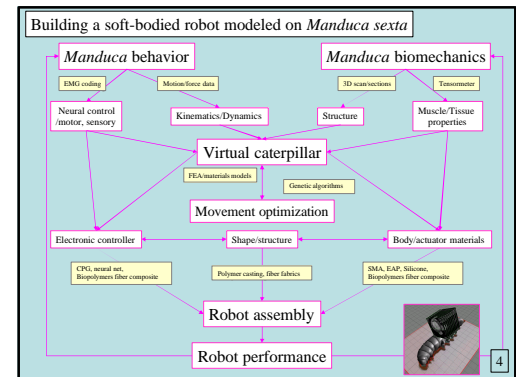 Building a soft-bodied robot modeled on Manduca sexta
Manduca behavior
Manduca biomechanics
EMG coding
Motion/force data
3D scan/sections
Tensometer
Neural control
/motor, sensory
Kinematics/Dynamics
Structure
Muscle/Tissue
properties
Virtual caterpillar
FEA/materials models
Genetic algorithms
Movement optimization
Electronic controller
Shape/structure
Body/actuator materials
CPG, neural net,
Biopolymers fiber composite
Polymer casting, fiber fabrics
SMA, EAP, Silicone,
Biopolymers fiber composite
Robot assembly
Robot performance
4